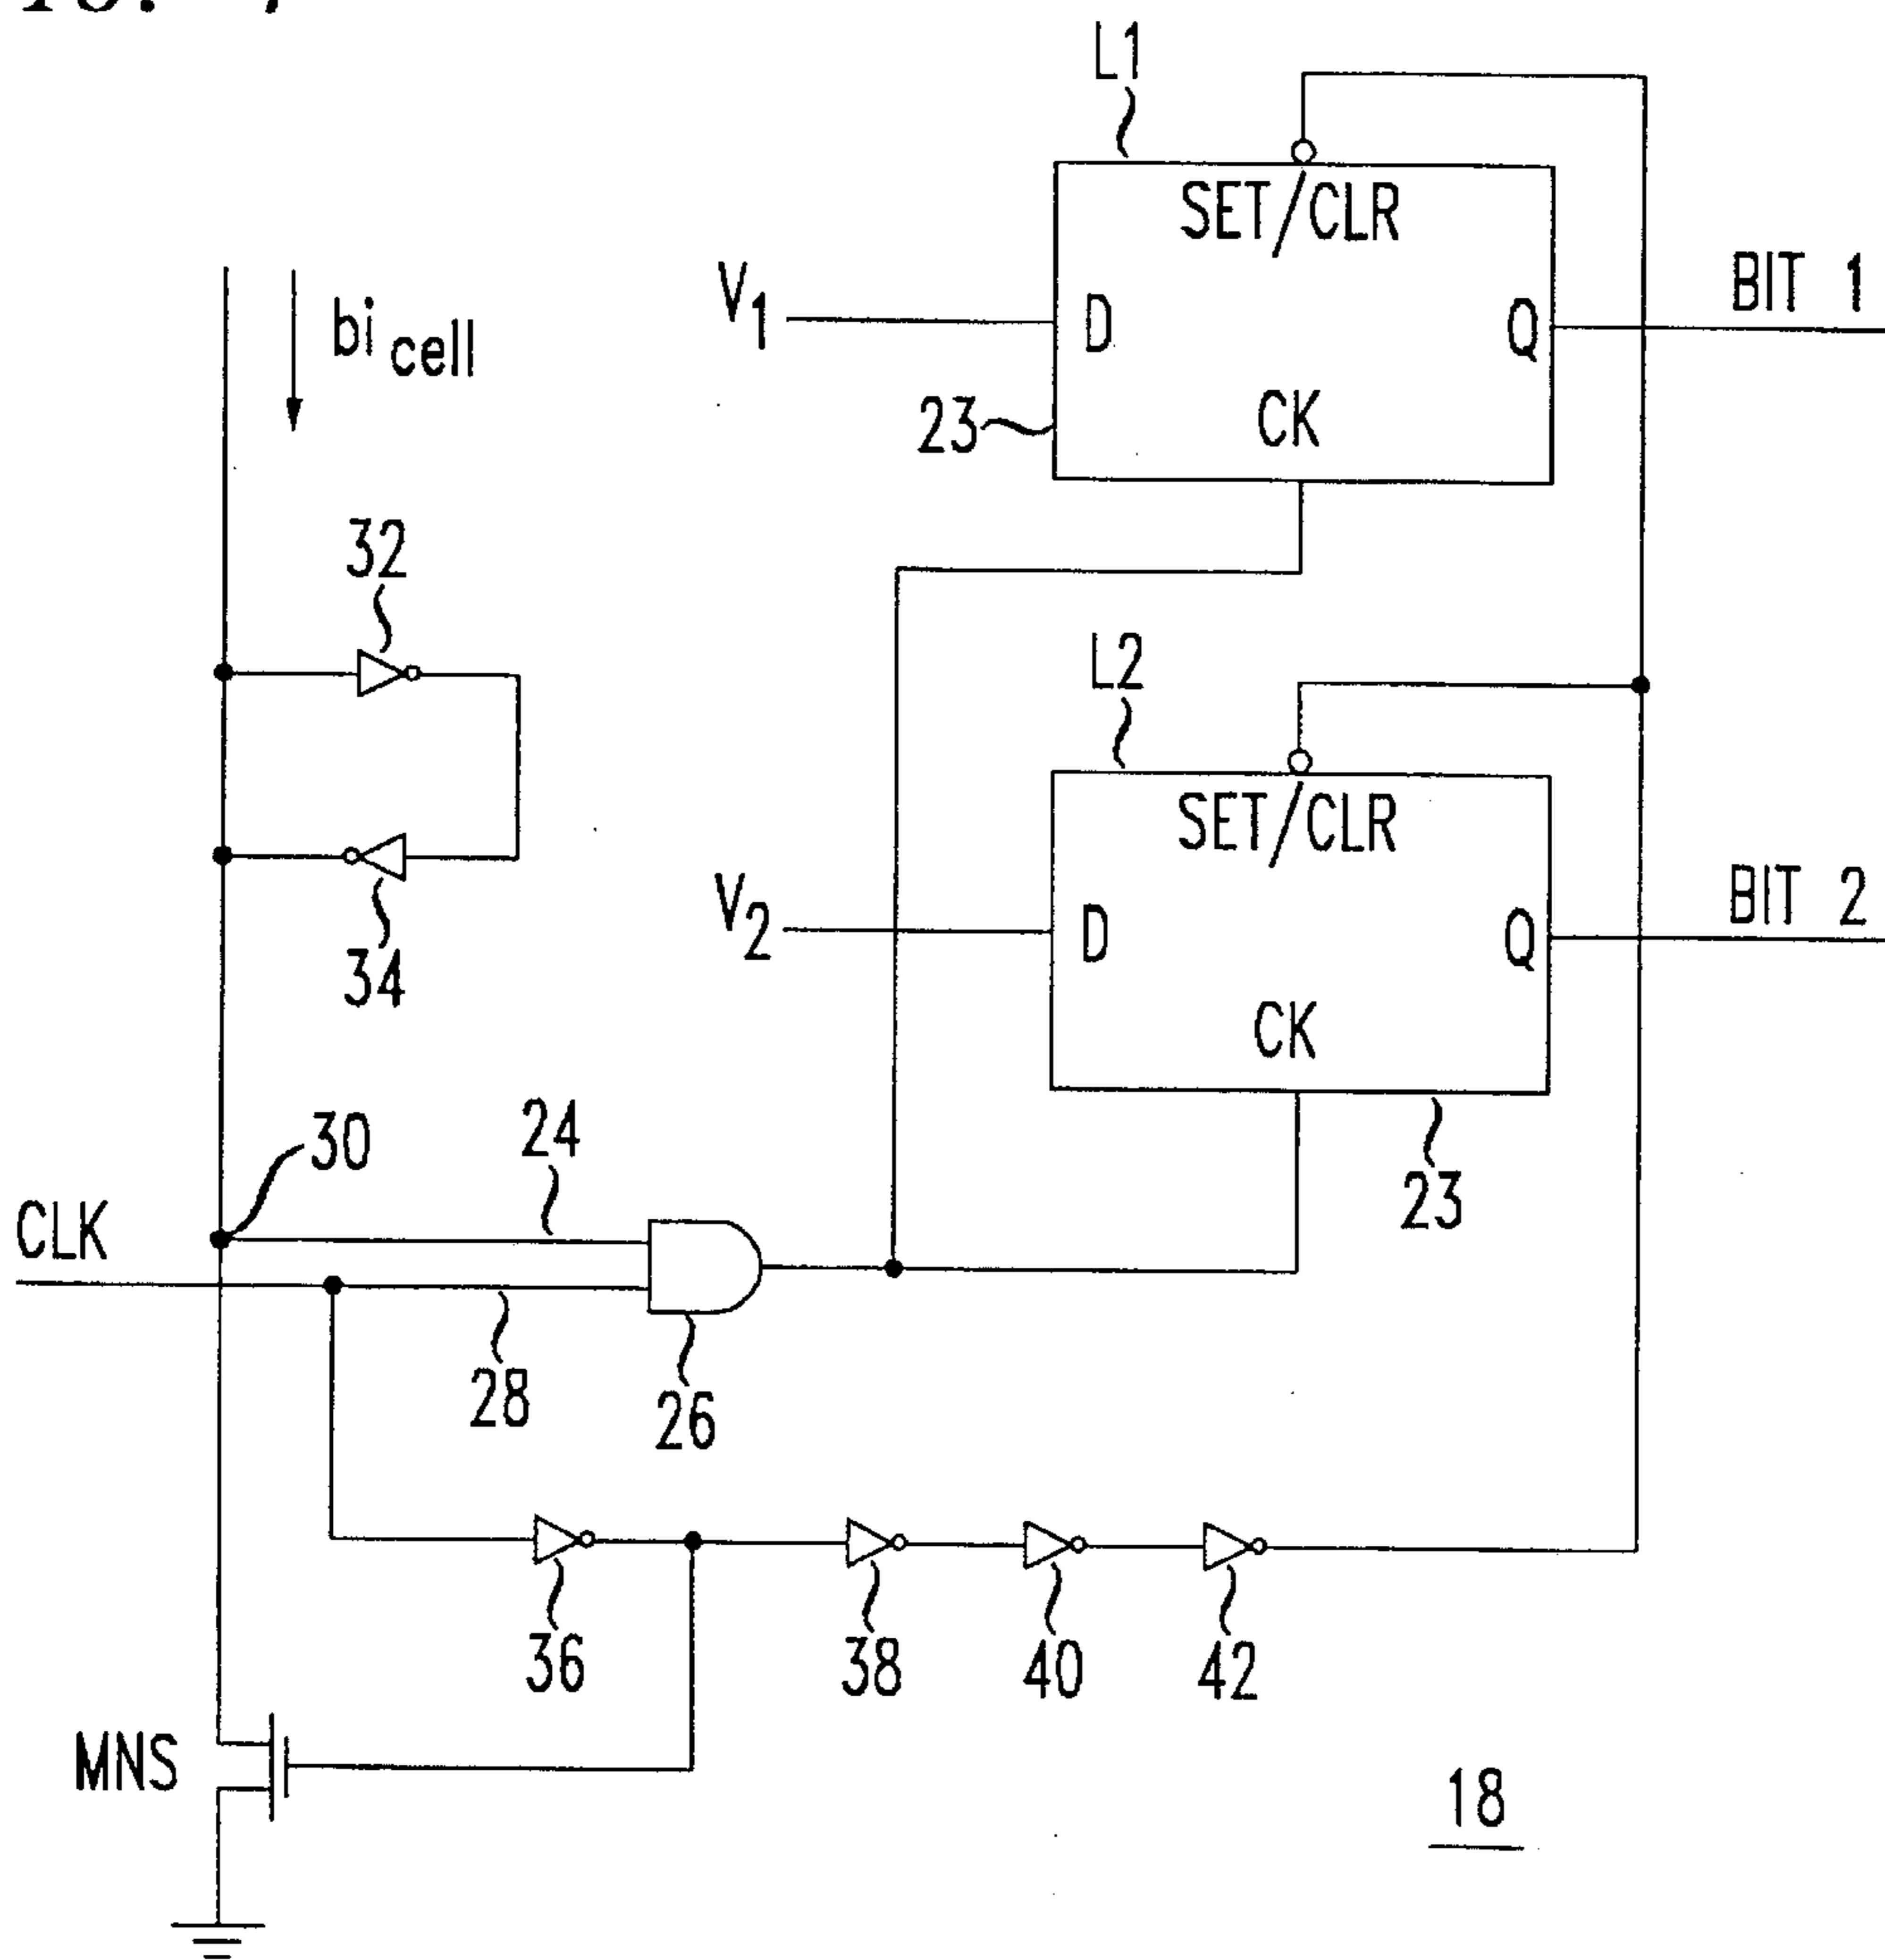 L1
SET/CLR
V1
D
Q
BIT 1
bi cell
23
CK
32
L2
SET/CLR
V2
D
Q
BIT 2
34
CK
30
24
23
CLK
28
26
36
38
40
42
MNS
18